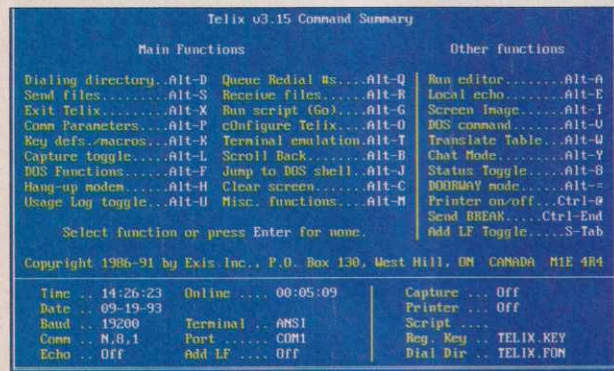 Telix v3.15 Command Summary
Main Functions
Other functions
Dialing directory..Alt-D Queue Redial #s....Alt-Q Run editor........Alt-A
Send files.........Alt-S Receive files......Alt-R Local echo........Alt-E
Exit Telix.........Alt-X Run script (Go)....Alt-G Screen Image......Alt-I
Comm Parameters....Alt-P cOnfigure Telix....Alt-O DOS command.......Alt-V
Key defs./macros...Alt-K Terminal emulation.Alt-T Translate Table...Alt-W
Capture toggle.....Alt-L Scroll Back........Alt-B Chat Mode.........Alt-Y
DOS Functions......Alt-F Jump to DOS shell..Alt-J Status Toggle.....Alt-8
Hang-up modem......Alt-H Clear screen.......Alt-C DOORWAY mode......Alt-=
Usage Log toggle...Alt-U Misc. functions....Alt-M Printer on/off...Ctrl-@
Send BREAK.....Ctrl-End
Select function or press Enter for none. Add LF Toggle.....S-Tab
Copyright 1986-91 by Exis Inc., P.O. Box 130, West Hill, ON CANADA M1E 4R4
Time .. 14:26:23 Online .... 00:05:09 Capture ... Off
Date .. 09-19-93 Printer ... Off
Baud .. 19200 Terminal .. ANSI Script ....
Comm .. N,8,1 Port ...... COM1 Reg. Key .. TELIX.KEY
Echo .. Off Add LF .... Off Dial Dir .. TELIX.FON